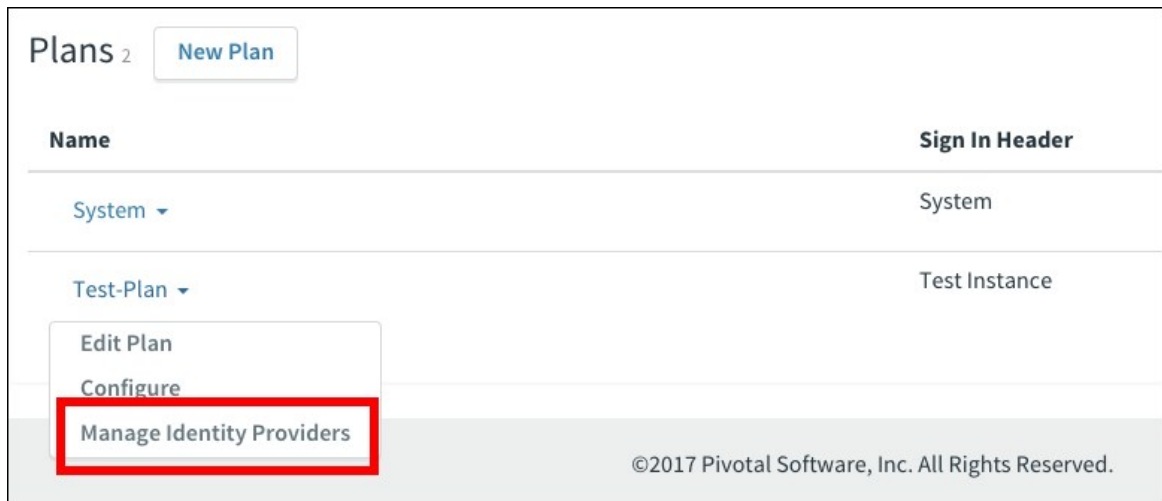 Plans 2 New Plan
Name Sign In Header
System System
Test-Plan Test Instance
Edit Plan
Configure
Manage Identity Providers
©2017 Pivotal Software, Inc. All Rights Reserved.